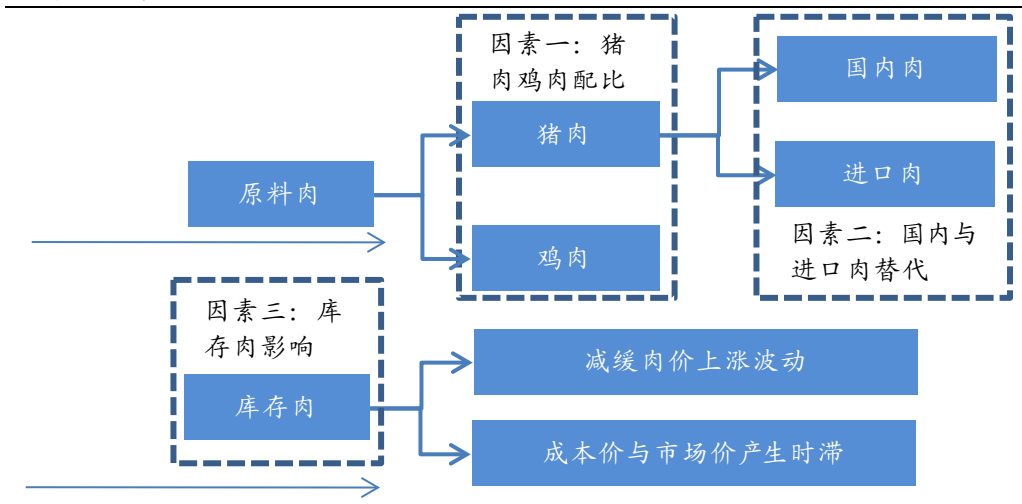 因素一：猪
肉鸡肉配比
猪肉
鸡肉
国内肉
进口肉
因素二：国内与
进口肉替代
原料肉
因素三：库
存肉影响
库存肉
减缓肉价上涨波动
成本价与市场价产生时滞